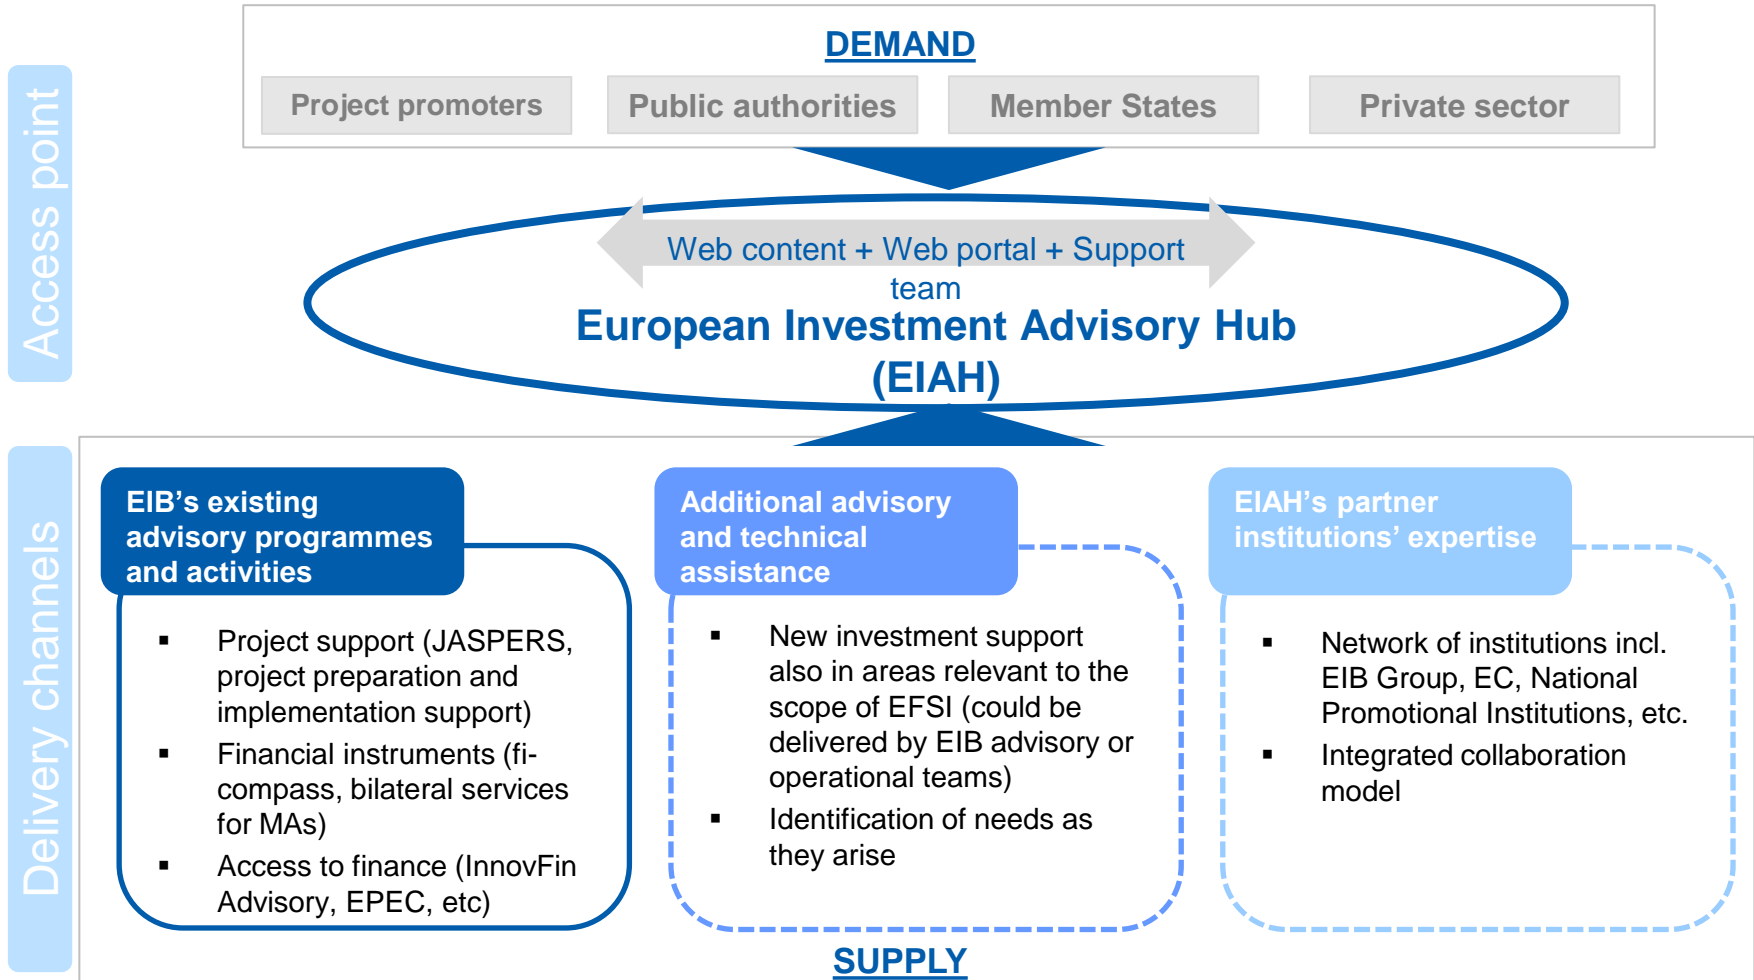 DEMAND
Project promoters
Public authorities
Member States
Private sector
Access point
Web content + Web portal + Support
team
European Investment Advisory Hub
(EIAH)
Delivery channels
EIB’s existing
advisory programmes
and activities
▪ Project support (JASPERS,
project preparation and
implementation support)
▪ Financial instruments (fi-
compass, bilateral services
for MAs)
▪ Access to finance (InnovFin
Advisory, EPEC, etc)
Additional advisory
and technical
assistance
▪ New investment support
also in areas relevant to the
scope of EFSI (could be
delivered by EIB advisory or
operational teams)
▪ Identification of needs as
they arise
EIAH’s partner
institutions’ expertise
▪ Network of institutions incl.
EIB Group, EC, National
Promotional Institutions, etc.
▪ Integrated collaboration
model
SUPPLY